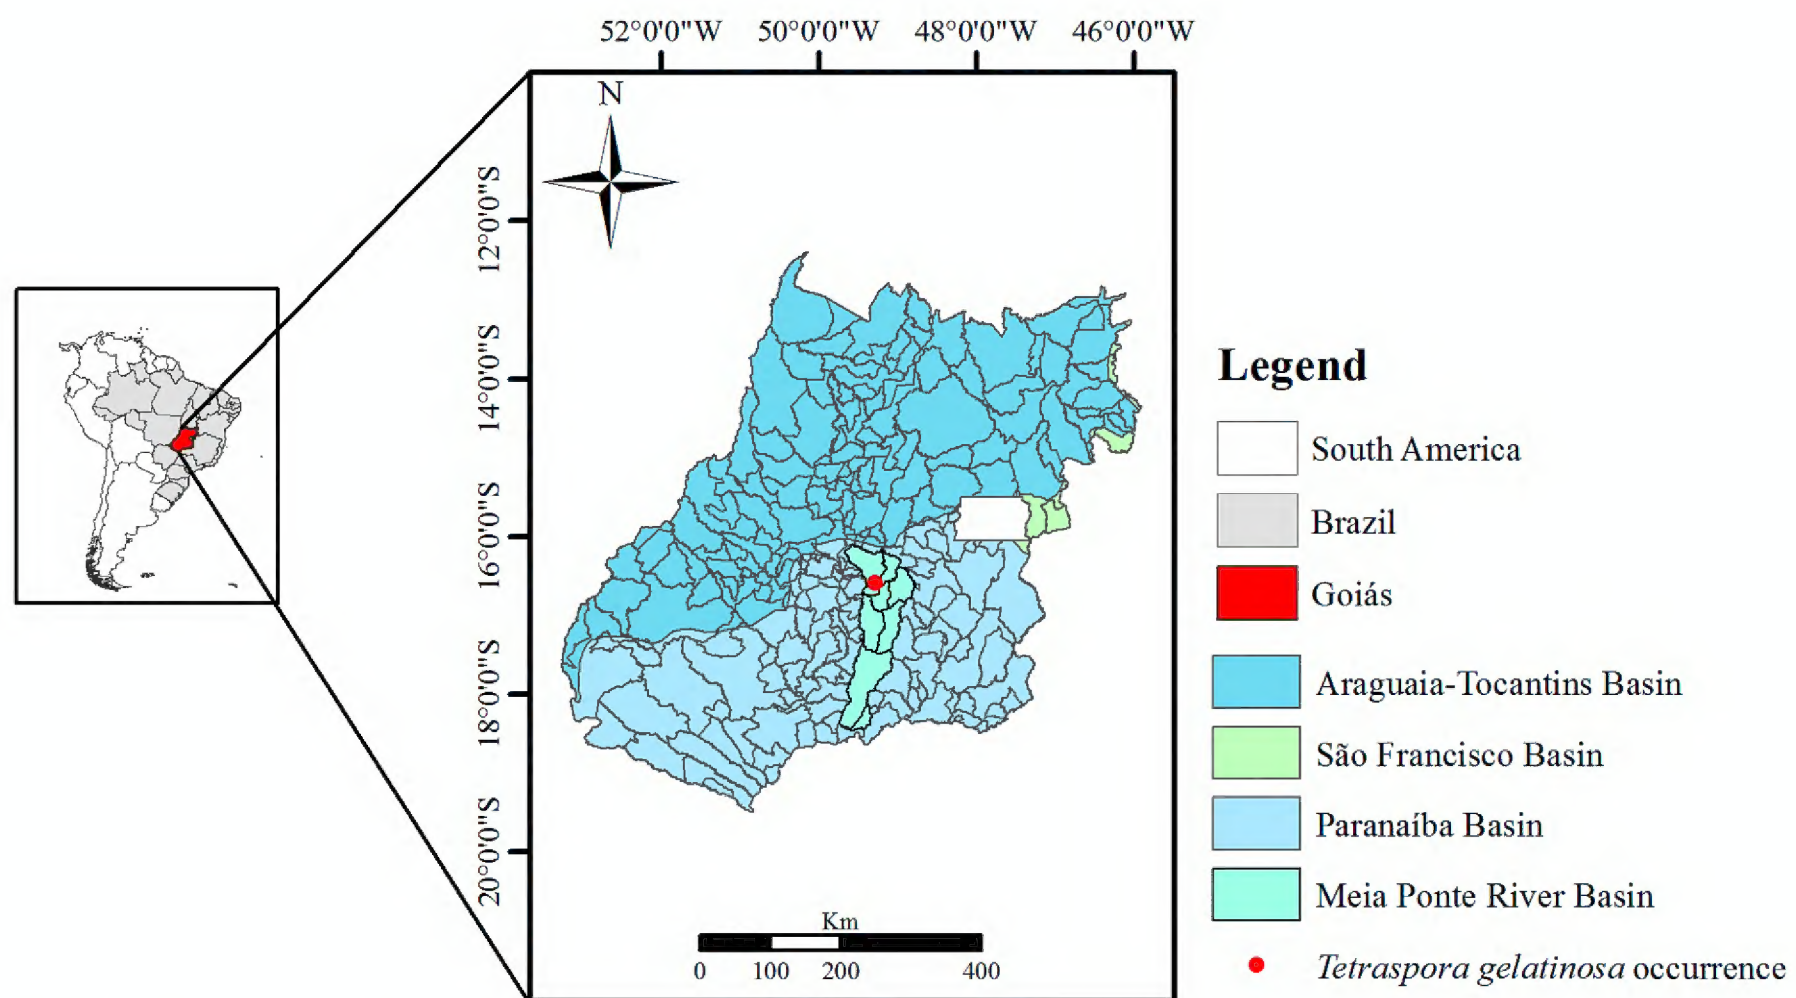 52°0'0"W 50°0'0"W 48°0'0"W 46°0'0"W
N
12°0'0"S
14°0'0"S
16°0'0"S
18°0'0"S
20°0'0"S
Km
0 100 200 400
Legend
South America
Brazil
Goiás
Araguaia-Tocantins Basin
São Francisco Basin
Paranaíba Basin
Meia Ponte River Basin
Tetraspora gelatinosa occurrence